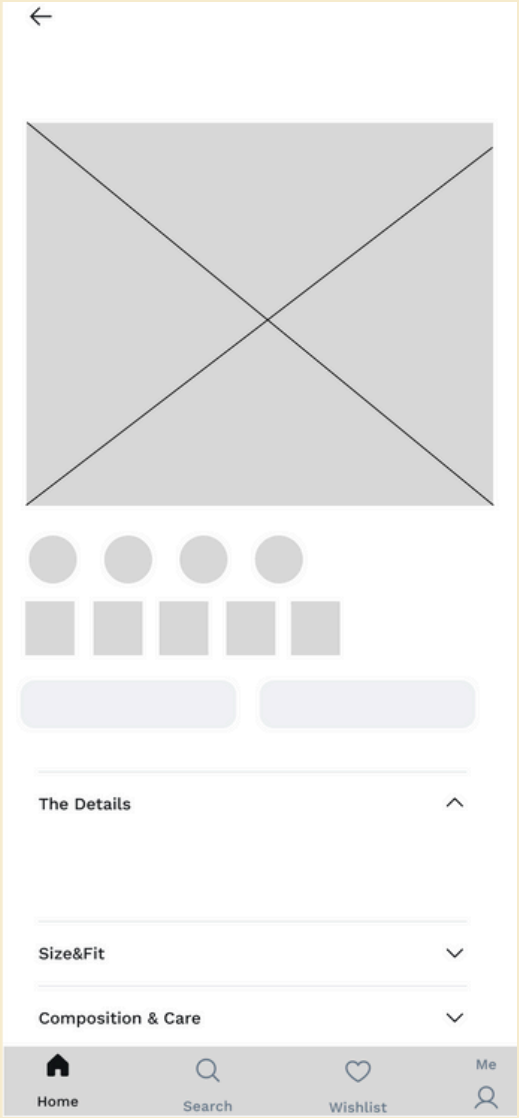 The Details
Size&Fit
Composition & Care
Home
Search
Wishlist
Me